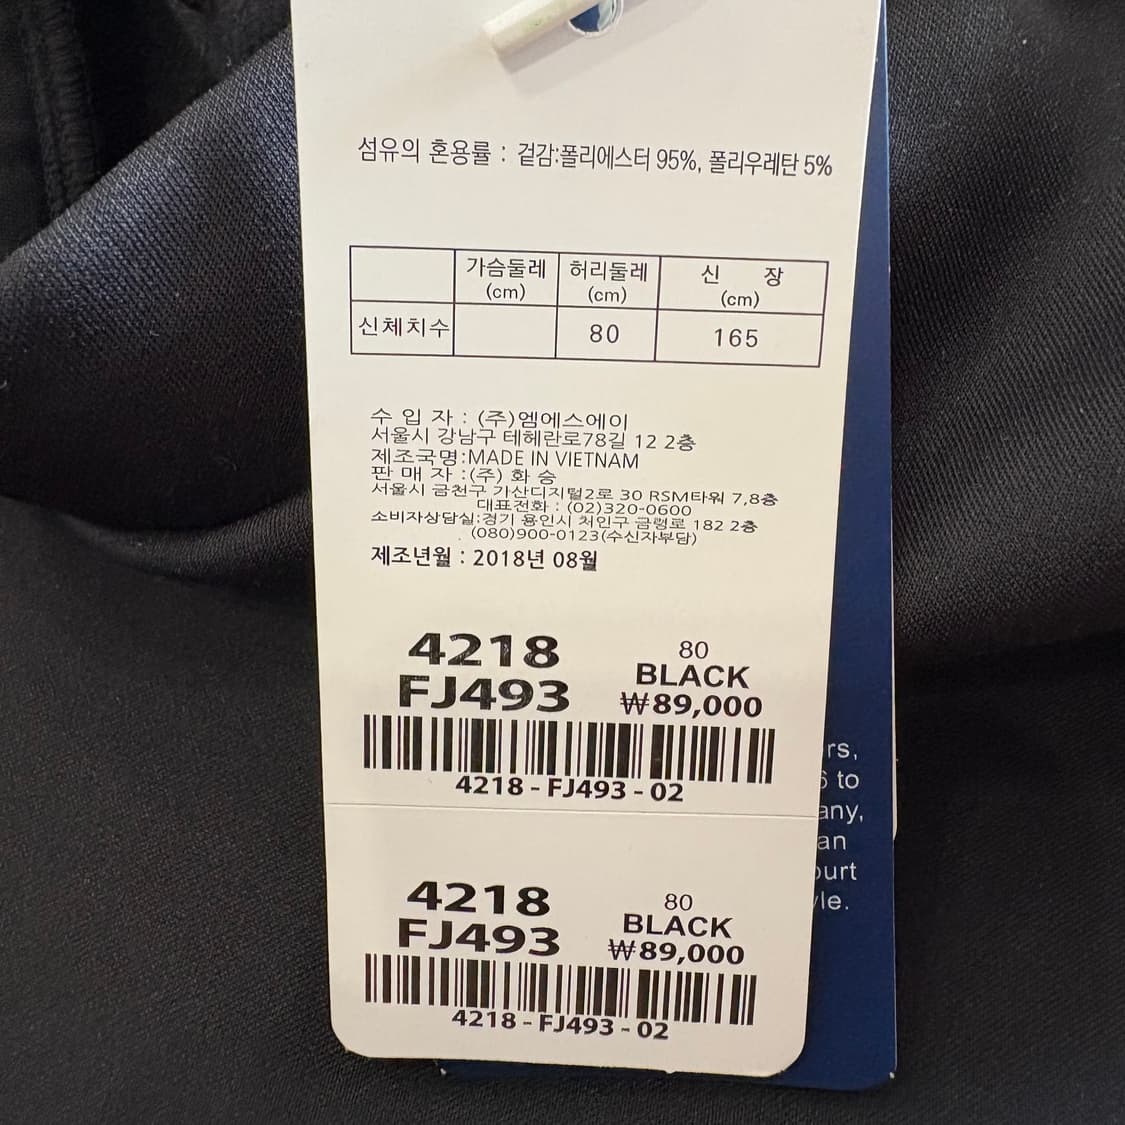 섬유의 혼용률 : 겉감:폴리에스터 95%, 폴리우레탄 5%
가슴둘레 (cm) 허리둘레 (cm) 신 장 (cm)
신체치수 80 165
수 입 자 : (주)엠에스에이
서울시 강남구 테헤란로78길 12 2층
제조국명:MADE IN VIETNAM
판 매 자 :(주) 화 승
서울시 금천구 가산디지털2로 30 RSM타워 7,8층
대표전화 : (02)320-0600
소비자상담실:경기 용인시 처인구 금령로 182 2층
(080)900-0123(수신자부담)
제조년월 : 2018년 08월
4218 80
FJ493 BLACK
₩89,000
4218 - FJ493 - 02
4218 80
FJ493 BLACK
₩89,000
4218 - FJ493 - 02
rs,
6 to
any,
an
ourt
yle.